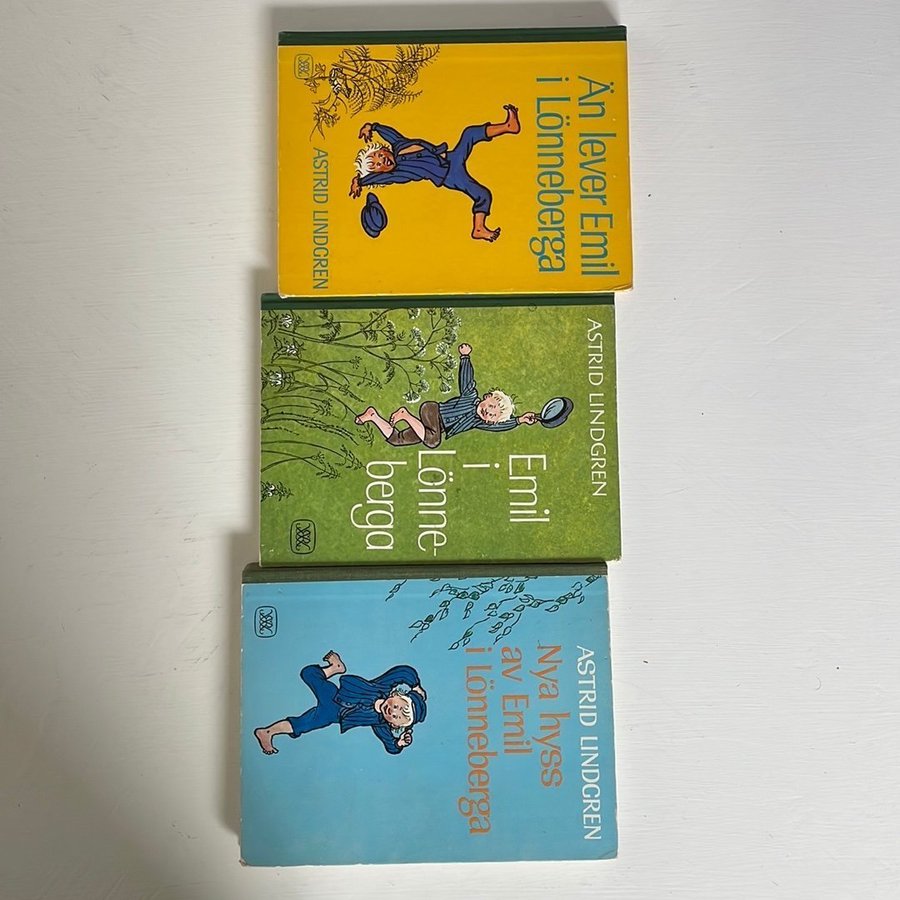 Än lever Emil
i Lönneberga
ASTRID LINDGREN
ASTRID LINDGREN
Emil
i
Lönne-
berga
ASTRID LINDGREN
Nya hyss
av Emil
i Lönneberga